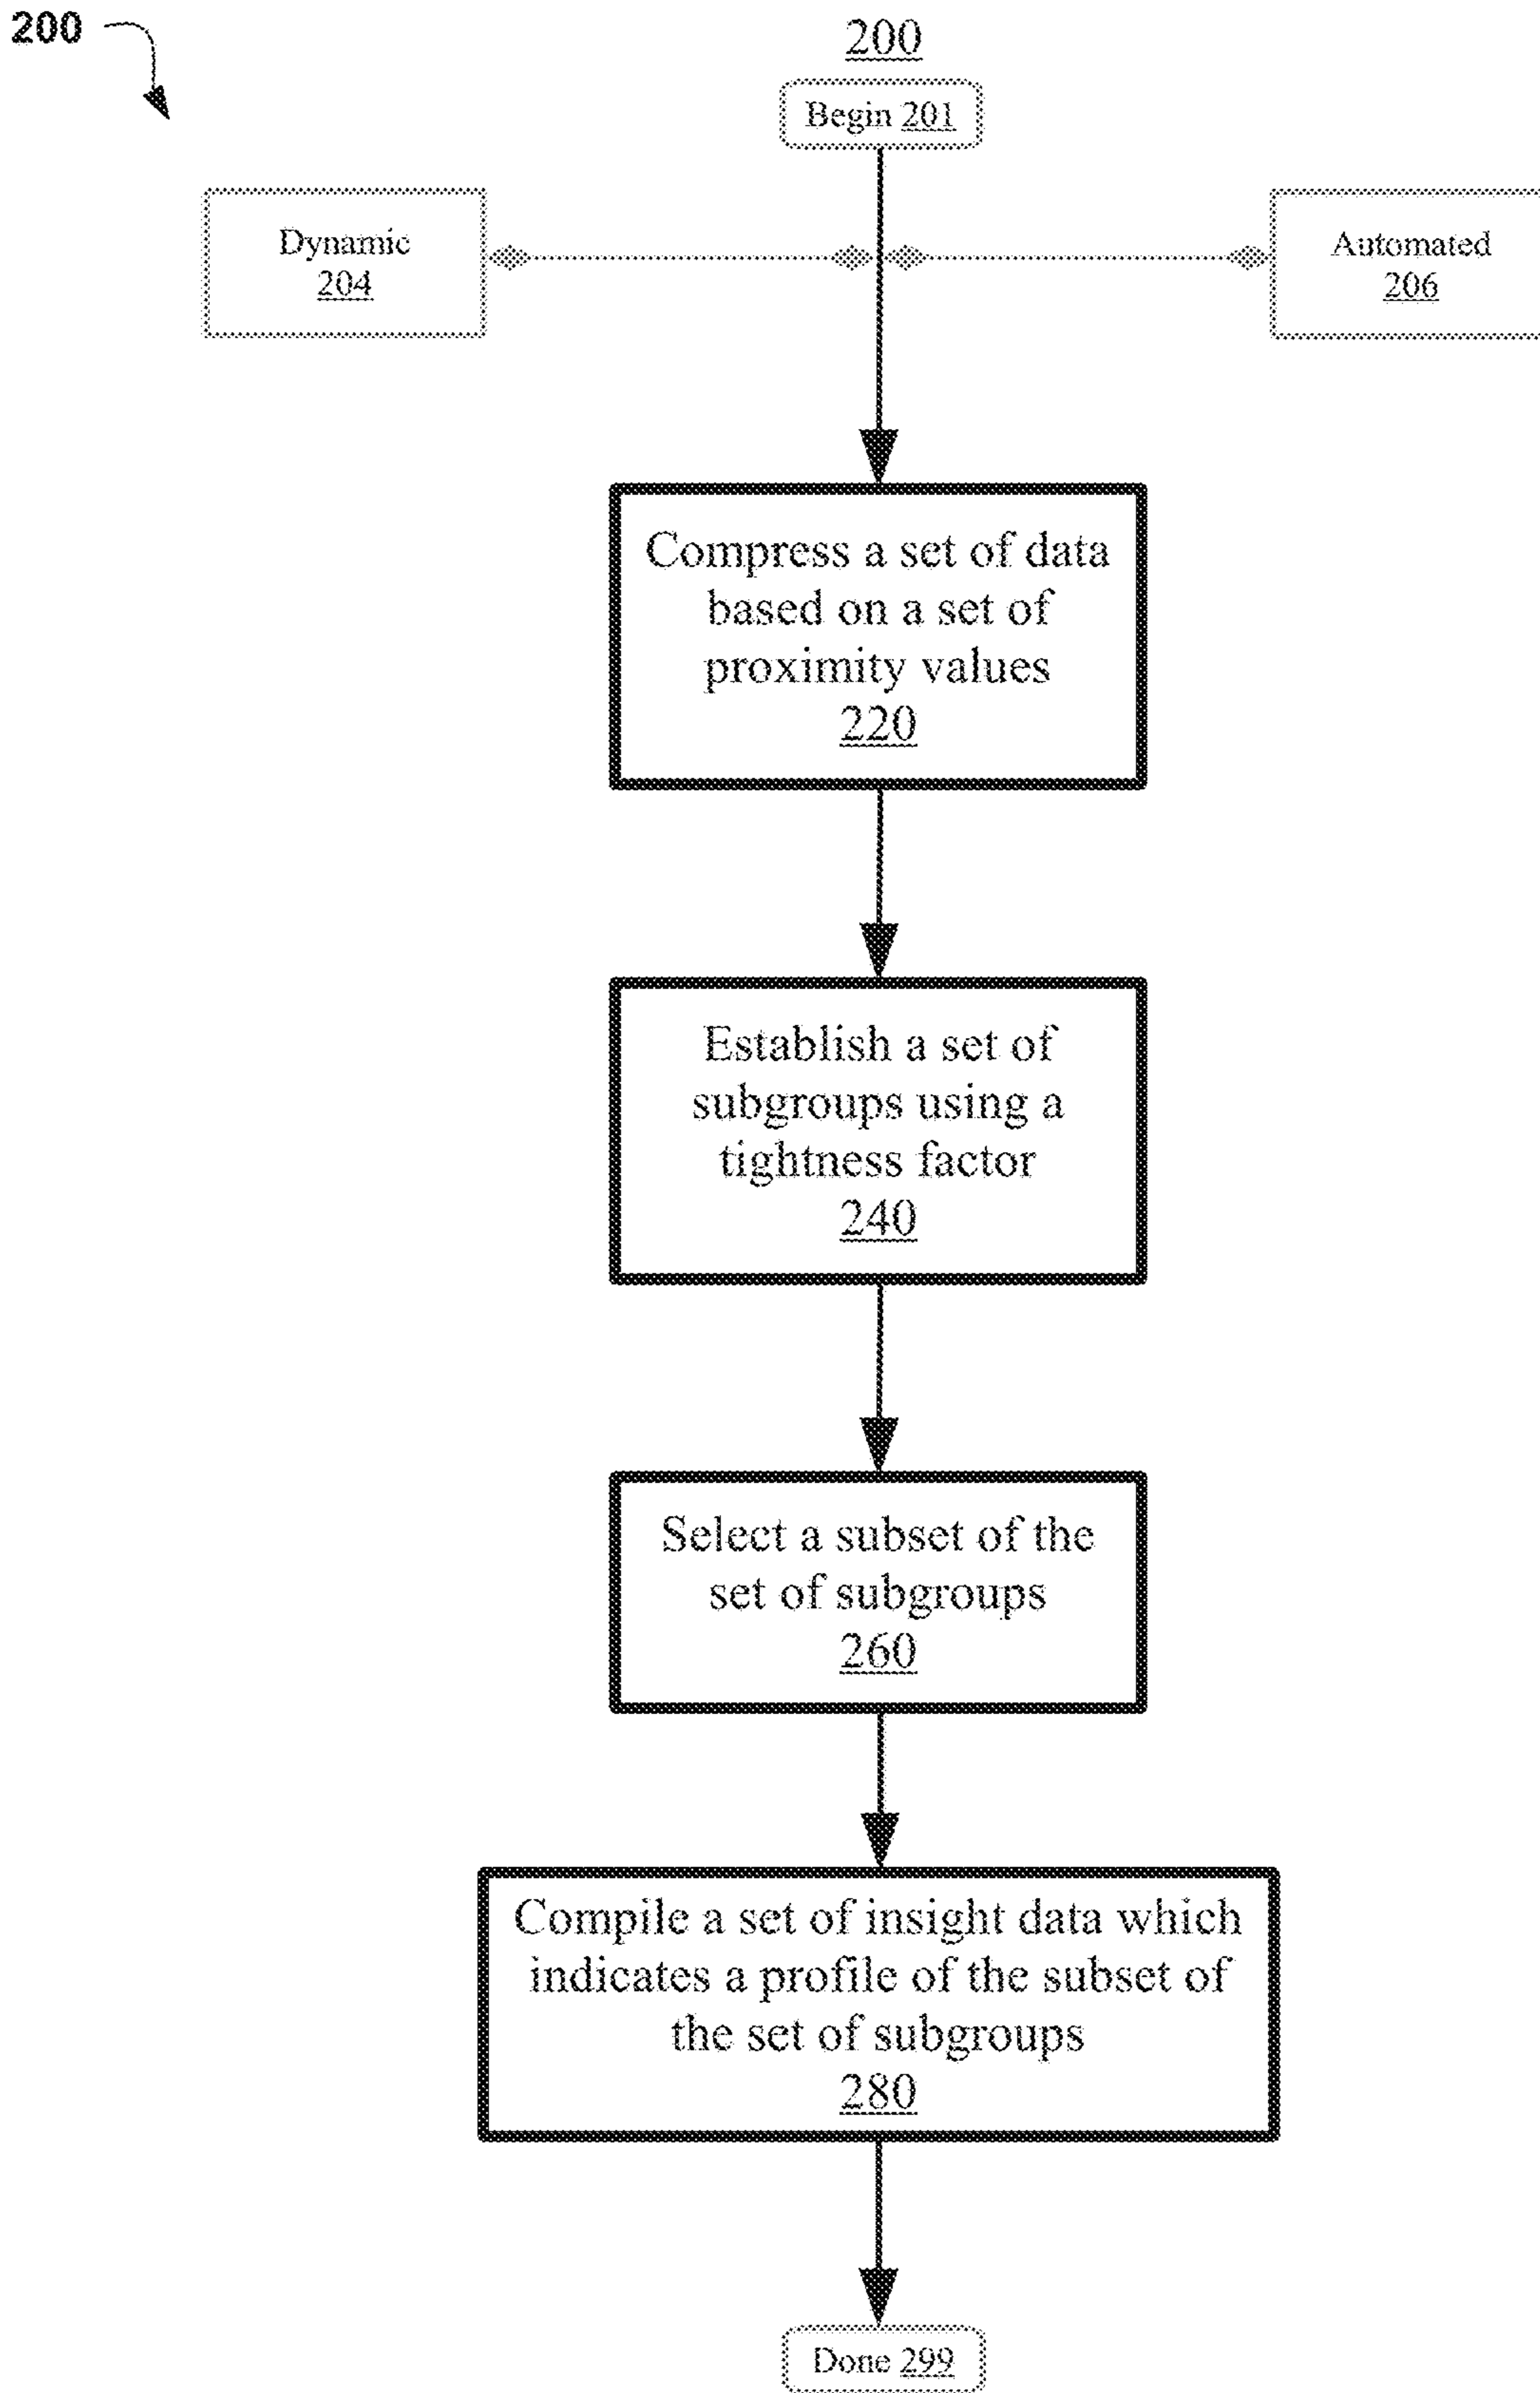 200
200
Begin 201
Dynamic
204
Automated
206
Compress a set of data
based on a set of
proximity values
220
Establish a set of
subgroups using a
tightness factor
240
Select a subset of the
set of subgroups
260
Compile a set of insight data which
indicates a profile of the subset of
the set of subgroups
280
Done 299